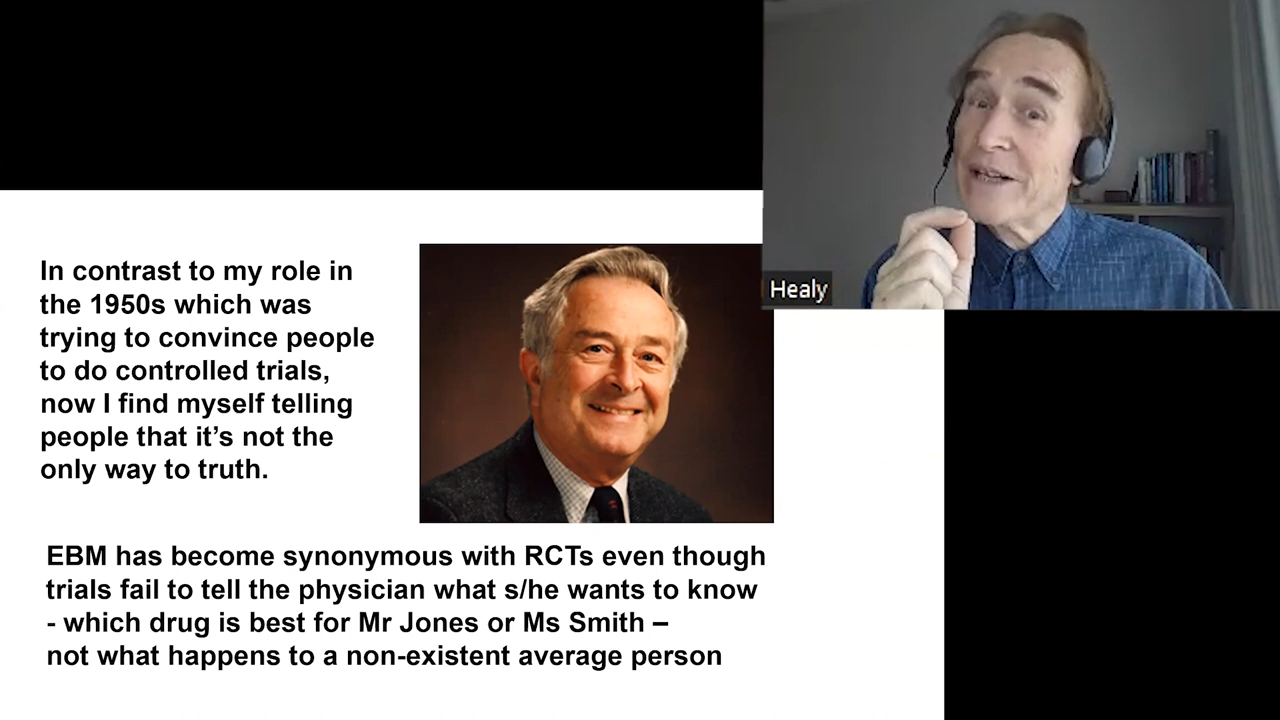 Healy
In contrast to my role in
the 1950s which was
trying to convince people
to do controlled trials,
now I find myself telling
people that it’s not the
only way to truth.
EBM has become synonymous with RCTs even though
trials fail to tell the physician what s/he wants to know
- which drug is best for Mr Jones or Ms Smith –
not what happens to a non-existent average person